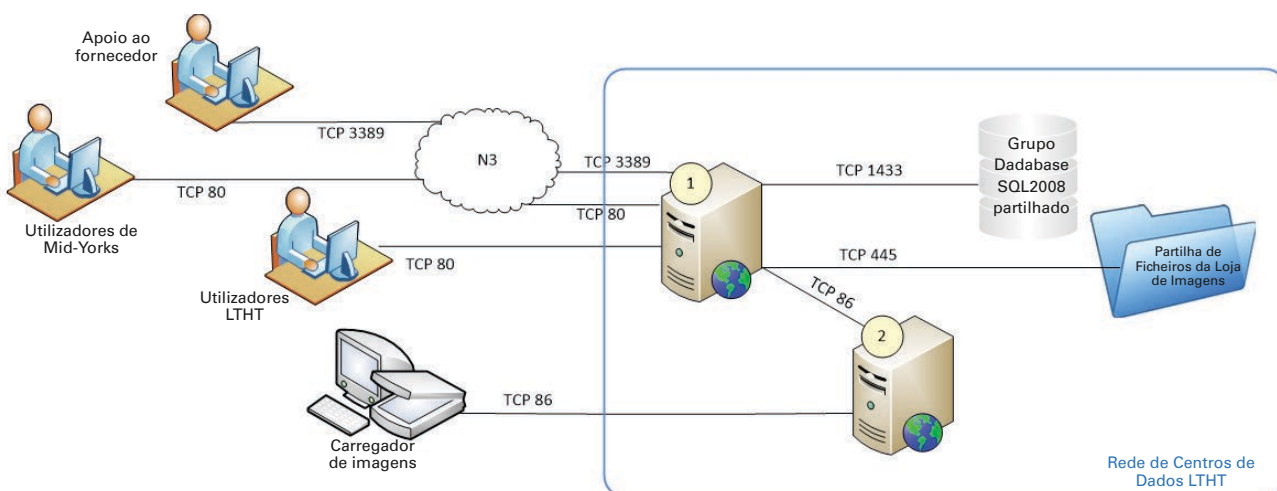 Apoio ao
fornecedor
TCP 3389
N3
TCP 3389
1
TCP 1433
Grupo
Dadabase
SQL2008
partilhado
TCP 80
Utilizadores de
Mid-Yorks
TCP 80
TCP 80
Utilizadores
LTHT
TCP 445
Partilha de
Ficheiros da Loja
de Imagens
TCP 86
2
TCP 86
Carregador
de imagens
Rede de Centros de
Dados LTHT